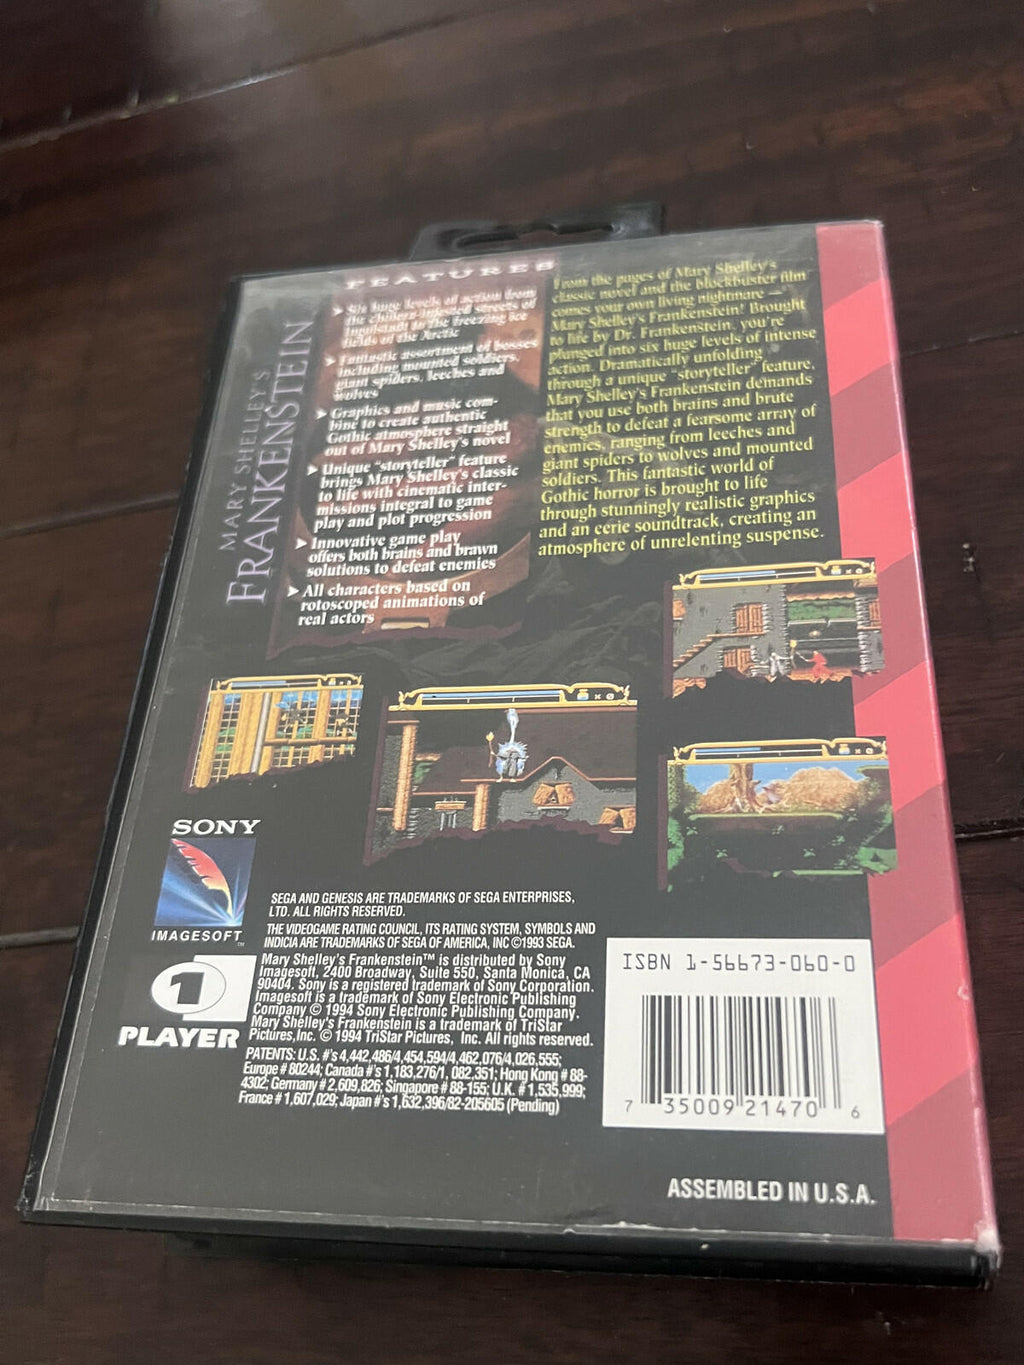 MARY SHELLEY'S
FRANKENSTEIN
FEATURES
➤ Six huge levels of action from
the cholera-infested streets of
Ingolstadt to the freezing ice
fields of the Arctic
➤ Fantastic assortment of bosses
including mounted soldiers,
giant spiders, leeches and
wolves
➤ Graphics and music com-
bine to create authentic
Gothic atmosphere straight
out of Mary Shelley's novel
➤ Unique "storyteller" feature
brings Mary Shelley's classic
to life with cinematic inter-
missions integral to game
play and plot progression
➤ Innovative game play
offers both brains and brawn
solutions to defeat enemies
➤ All characters based on
rotoscoped animations of
real actors
From the pages of Mary Shelley's
classic novel and the blockbuster film
comes your own living nightmare —
Mary Shelley's Frankenstein! Brought
to life by Dr. Frankenstein, you're
plunged into six huge levels of intense
action. Dramatically unfolding
through a unique "storyteller" feature,
Mary Shelley's Frankenstein demands
that you use both brains and brute
strength to defeat a fearsome array of
enemies, ranging from leeches and
giant spiders to wolves and mounted
soldiers. This fantastic world of
Gothic horror is brought to life
through stunningly realistic graphics
and an eerie soundtrack, creating an
atmosphere of unrelenting suspense.
SONY
IMAGESOFT™
1
PLAYER
SEGA AND GENESIS ARE TRADEMARKS OF SEGA ENTERPRISES,
LTD. ALL RIGHTS RESERVED.
THE VIDEOGAME RATING COUNCIL, ITS RATING SYSTEM, SYMBOLS AND
INDICIA ARE TRADEMARKS OF SEGA OF AMERICA, INC ©1993 SEGA.
Mary Shelley's Frankenstein™ is distributed by Sony
Imagesoft, 2400 Broadway, Suite 550, Santa Monica, CA
90404. Sony is a registered trademark of Sony Corporation.
Imagesoft is a trademark of Sony Electronic Publishing
Company © 1994 Sony Electronic Publishing Company.
Mary Shelley's Frankenstein is a trademark of TriStar
Pictures, Inc. © 1994 TriStar Pictures, Inc. All rights reserved.
PATENTS: U.S. #'s 4,442,486/4,454,594/4,462,076/4,026,555;
Europe # 80244; Canada #'s 1,183,276/1, 082,351; Hong Kong # 88-
4302; Germany # 2,609,826; Singapore # 88-155; U.K. # 1,535,999;
France # 1,607,029; Japan #'s 1,632,396/82-205605 (Pending)
ISBN 1-56673-060-0
7 35009 21470 6
ASSEMBLED IN U.S.A.